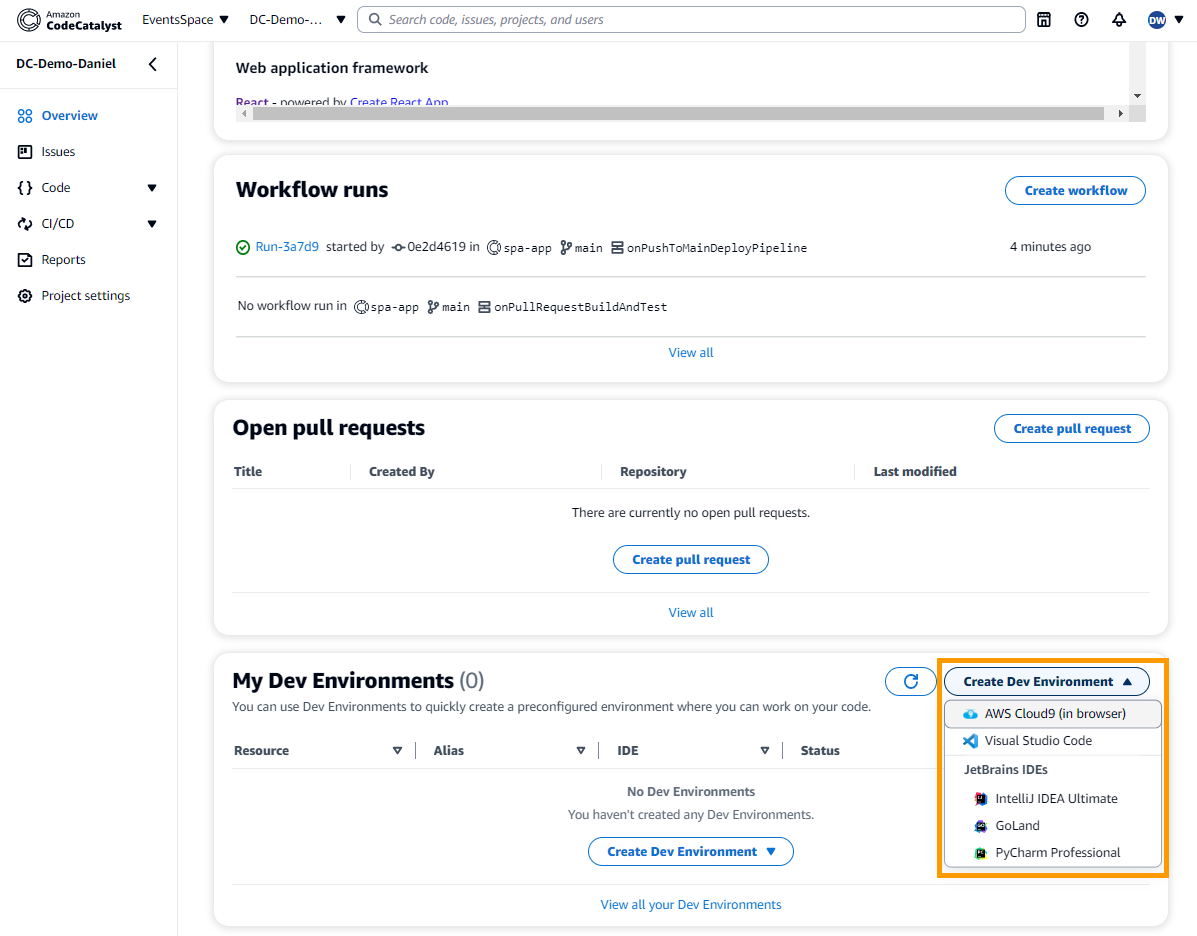 Amazon
CodeCatalyst
EventsSpace
DC-Demo-...
Search code, issues, projects, and users
DW
DC-Demo-Daniel
Overview
Issues
Code
CI/CD
Reports
Project settings
Web application framework
React - powered by Create React App
Workflow runs
Create workflow
Run-3a7d9 started by 0e2d4619 in spa-app main onPushToMainDeployPipeline 4 minutes ago
No workflow run in spa-app main onPullRequestBuildAndTest
View all
Open pull requests
Create pull request
Title Created By Repository Last modified
There are currently no open pull requests.
Create pull request
View all
My Dev Environments (0)
Create Dev Environment
You can use Dev Environments to quickly create a preconfigured environment where you can work on your code.
Resource Alias IDE Status
No Dev Environments
You haven't created any Dev Environments.
Create Dev Environment
View all your Dev Environments
AWS Cloud9 (in browser)
Visual Studio Code
JetBrains IDEs
IntelliJ IDEA Ultimate
GoLand
PyCharm Professional